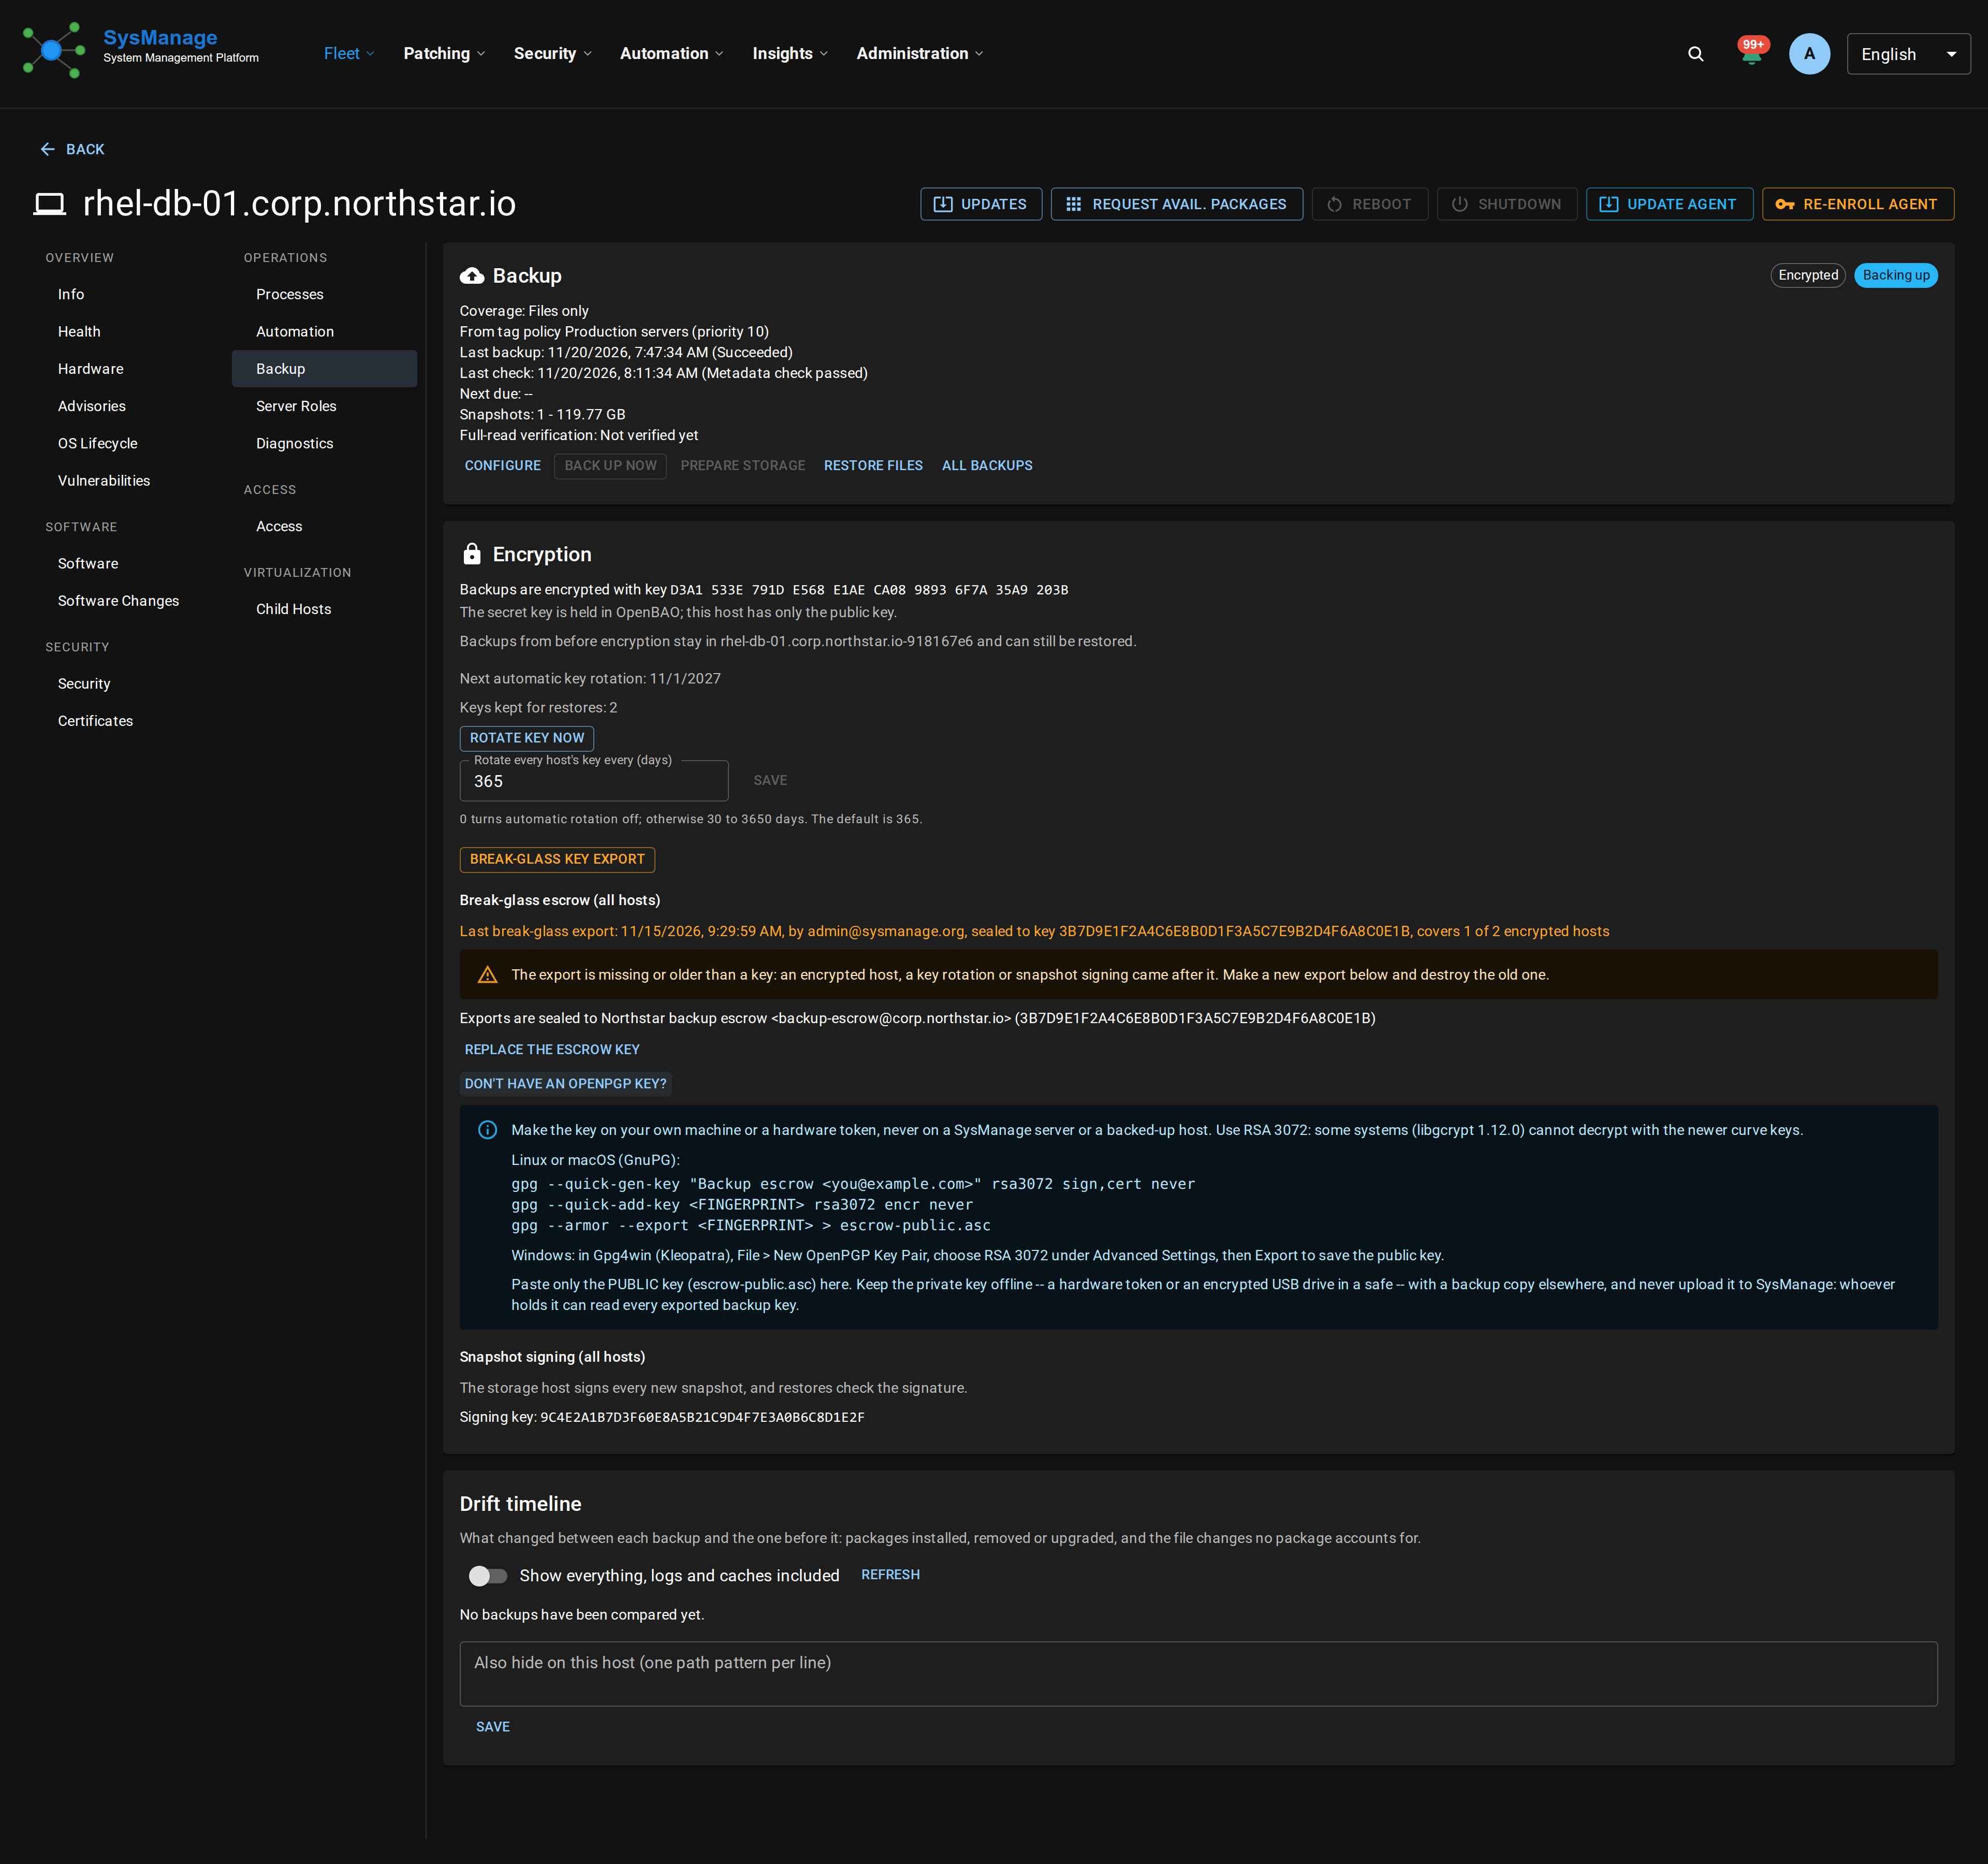 SysManage
System Management Platform
Fleet
Patching
Security
Automation
Insights
Administration
99+
A
English
BACK
rhel-db-01.corp.northstar.io
UPDATES
REQUEST AVAIL. PACKAGES
REBOOT
SHUTDOWN
UPDATE AGENT
RE-ENROLL AGENT
OVERVIEW
Info
Health
Hardware
Advisories
OS Lifecycle
Vulnerabilities
SOFTWARE
Software
Software Changes
SECURITY
Security
Certificates
OPERATIONS
Processes
Automation
Backup
Server Roles
Diagnostics
ACCESS
Access
VIRTUALIZATION
Child Hosts
Backup
Encrypted
Backing up
Coverage: Files only
From tag policy Production servers (priority 10)
Last backup: 11/20/2026, 7:47:34 AM (Succeeded)
Last check: 11/20/2026, 8:11:34 AM (Metadata check passed)
Next due: --
Snapshots: 1 - 119.77 GB
Full-read verification: Not verified yet
CONFIGURE
BACK UP NOW
PREPARE STORAGE
RESTORE FILES
ALL BACKUPS
Encryption
Backups are encrypted with key D3A1 533E 791D E568 E1AE CA08 9893 6F7A 35A9 203B
The secret key is held in OpenBAO; this host has only the public key.
Backups from before encryption stay in rhel-db-01.corp.northstar.io-918167e6 and can still be restored.
Next automatic key rotation: 11/1/2027
Keys kept for restores: 2
ROTATE KEY NOW
Rotate every host's key every (days)
365
SAVE
0 turns automatic rotation off; otherwise 30 to 3650 days. The default is 365.
BREAK-GLASS KEY EXPORT
Break-glass escrow (all hosts)
Last break-glass export: 11/15/2026, 9:29:59 AM, by admin@sysmanage.org, sealed to key 3B7D9E1F2A4C6E8B0D1F3A5C7E9B2D4F6A8C0E1B, covers 1 of 2 encrypted hosts
The export is missing or older than a key: an encrypted host, a key rotation or snapshot signing came after it. Make a new export below and destroy the old one.
Exports are sealed to Northstar backup escrow <backup-escrow@corp.northstar.io> (3B7D9E1F2A4C6E8B0D1F3A5C7E9B2D4F6A8C0E1B)
REPLACE THE ESCROW KEY
DON'T HAVE AN OPENPGP KEY?
Make the key on your own machine or a hardware token, never on a SysManage server or a backed-up host. Use RSA 3072: some systems (libgcrypt 1.12.0) cannot decrypt with the newer curve keys.
Linux or macOS (GnuPG):
gpg --quick-gen-key "Backup escrow <you@example.com>" rsa3072 sign,cert never
gpg --quick-add-key <FINGERPRINT> rsa3072 encr never
gpg --armor --export <FINGERPRINT> > escrow-public.asc
Windows: in Gpg4win (Kleopatra), File > New OpenPGP Key Pair, choose RSA 3072 under Advanced Settings, then Export to save the public key.
Paste only the PUBLIC key (escrow-public.asc) here. Keep the private key offline -- a hardware token or an encrypted USB drive in a safe -- with a backup copy elsewhere, and never upload it to SysManage: whoever
holds it can read every exported backup key.
Snapshot signing (all hosts)
The storage host signs every new snapshot, and restores check the signature.
Signing key: 9C4E2A1B7D3F60E8A5B21C9D4F7E3A0B6C8D1E2F
Drift timeline
What changed between each backup and the one before it: packages installed, removed or upgraded, and the file changes no package accounts for.
Show everything, logs and caches included
REFRESH
No backups have been compared yet.
Also hide on this host (one path pattern per line)
SAVE